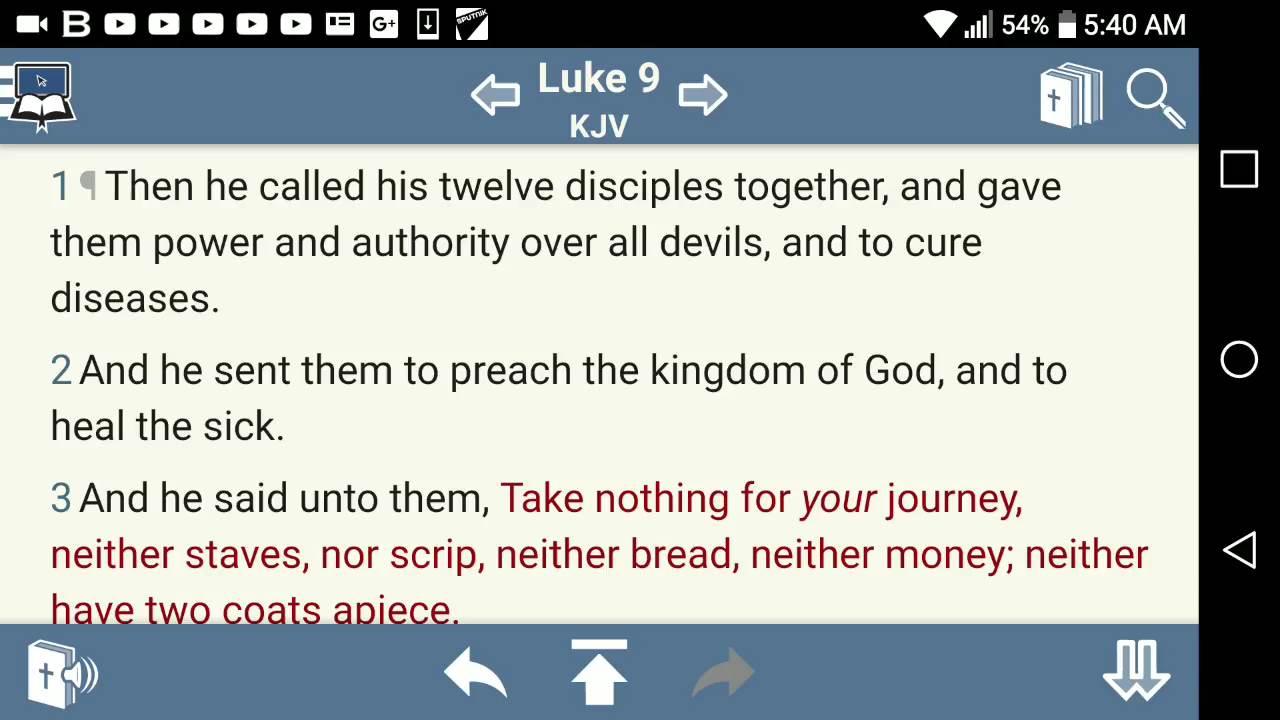 B G+ SPUTNIK 54% 5:40 AM
Luke 9
KJV
1 ¶ Then he called his twelve disciples together, and gave
them power and authority over all devils, and to cure
diseases.
2 And he sent them to preach the kingdom of God, and to
heal the sick.
3 And he said unto them, Take nothing for your journey,
neither staves, nor scrip, neither bread, neither money; neither
have two coats apiece.